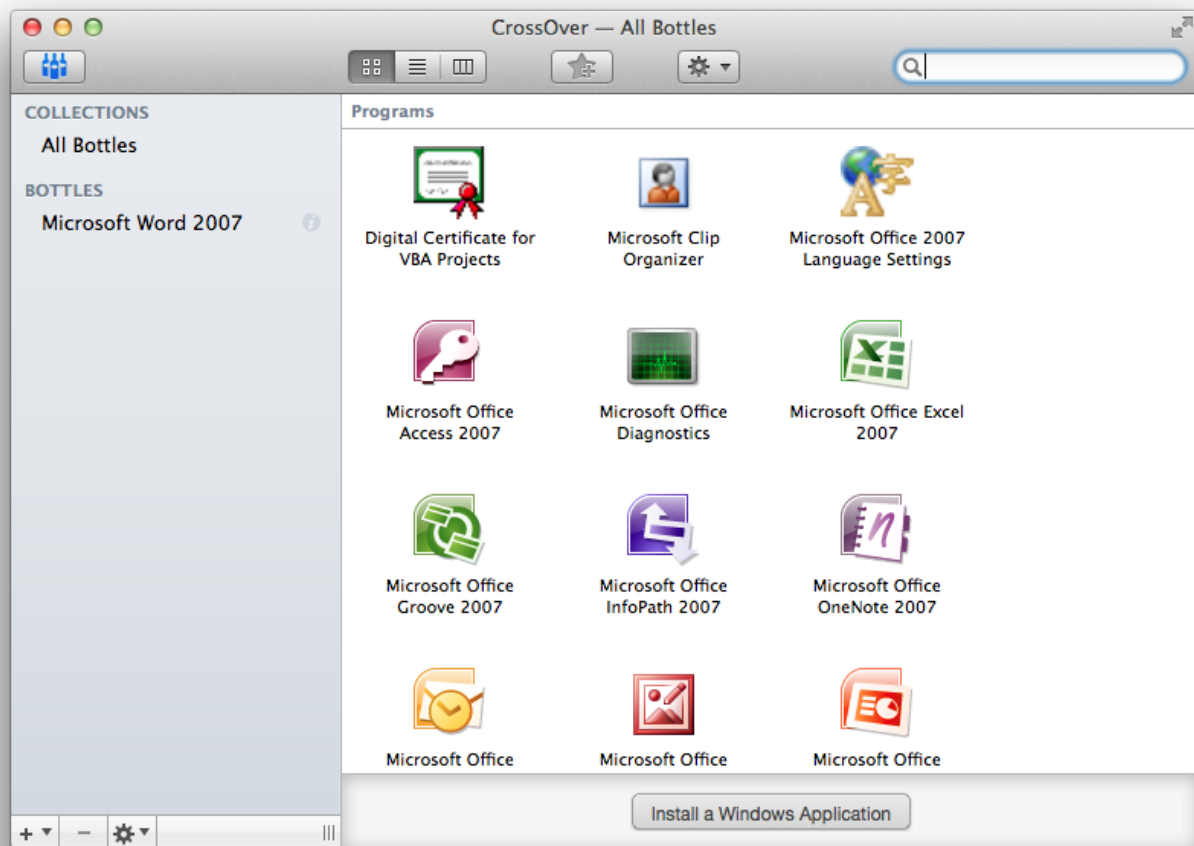 CrossOver — All Bottles
COLLECTIONS
All Bottles
BOTTLES
Microsoft Word 2007
Programs
Digital Certificate for
VBA Projects
Microsoft Clip
Organizer
Microsoft Office 2007
Language Settings
Microsoft Office
Access 2007
Microsoft Office
Diagnostics
Microsoft Office Excel
2007
Microsoft Office
Groove 2007
Microsoft Office
InfoPath 2007
Microsoft Office
OneNote 2007
Microsoft Office
Microsoft Office
Microsoft Office
Install a Windows Application